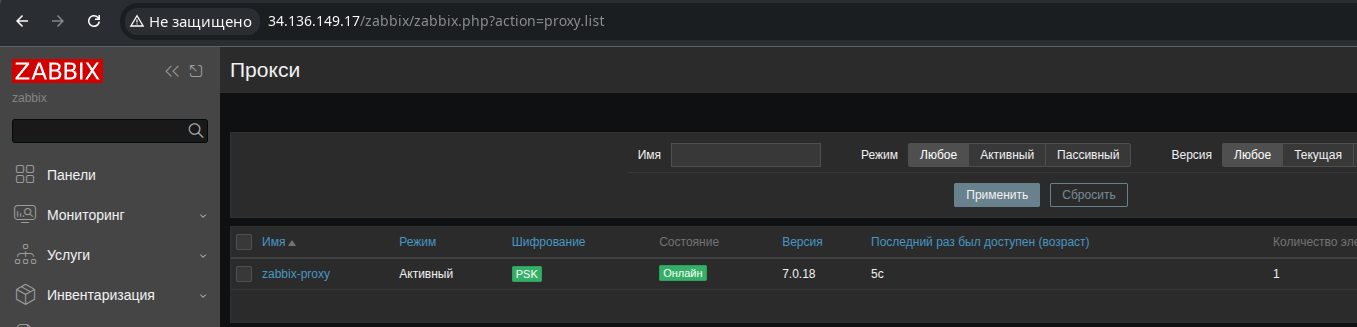 Не защищено 34.136.149.17/zabbix/zabbix.php?action=proxy.list
ZABBIX
zabbix
Панели
Мониторинг
Услуги
Инвентаризация
Прокси
Имя Режим Любое Активный Пассивный Версия Любое Текущая
Применить Сбросить
Имя Режим Шифрование Состояние Версия Последний раз был доступен (возраст) Количество эле
zabbix-proxy Активный PSK Онлайн 7.0.18 5с 1